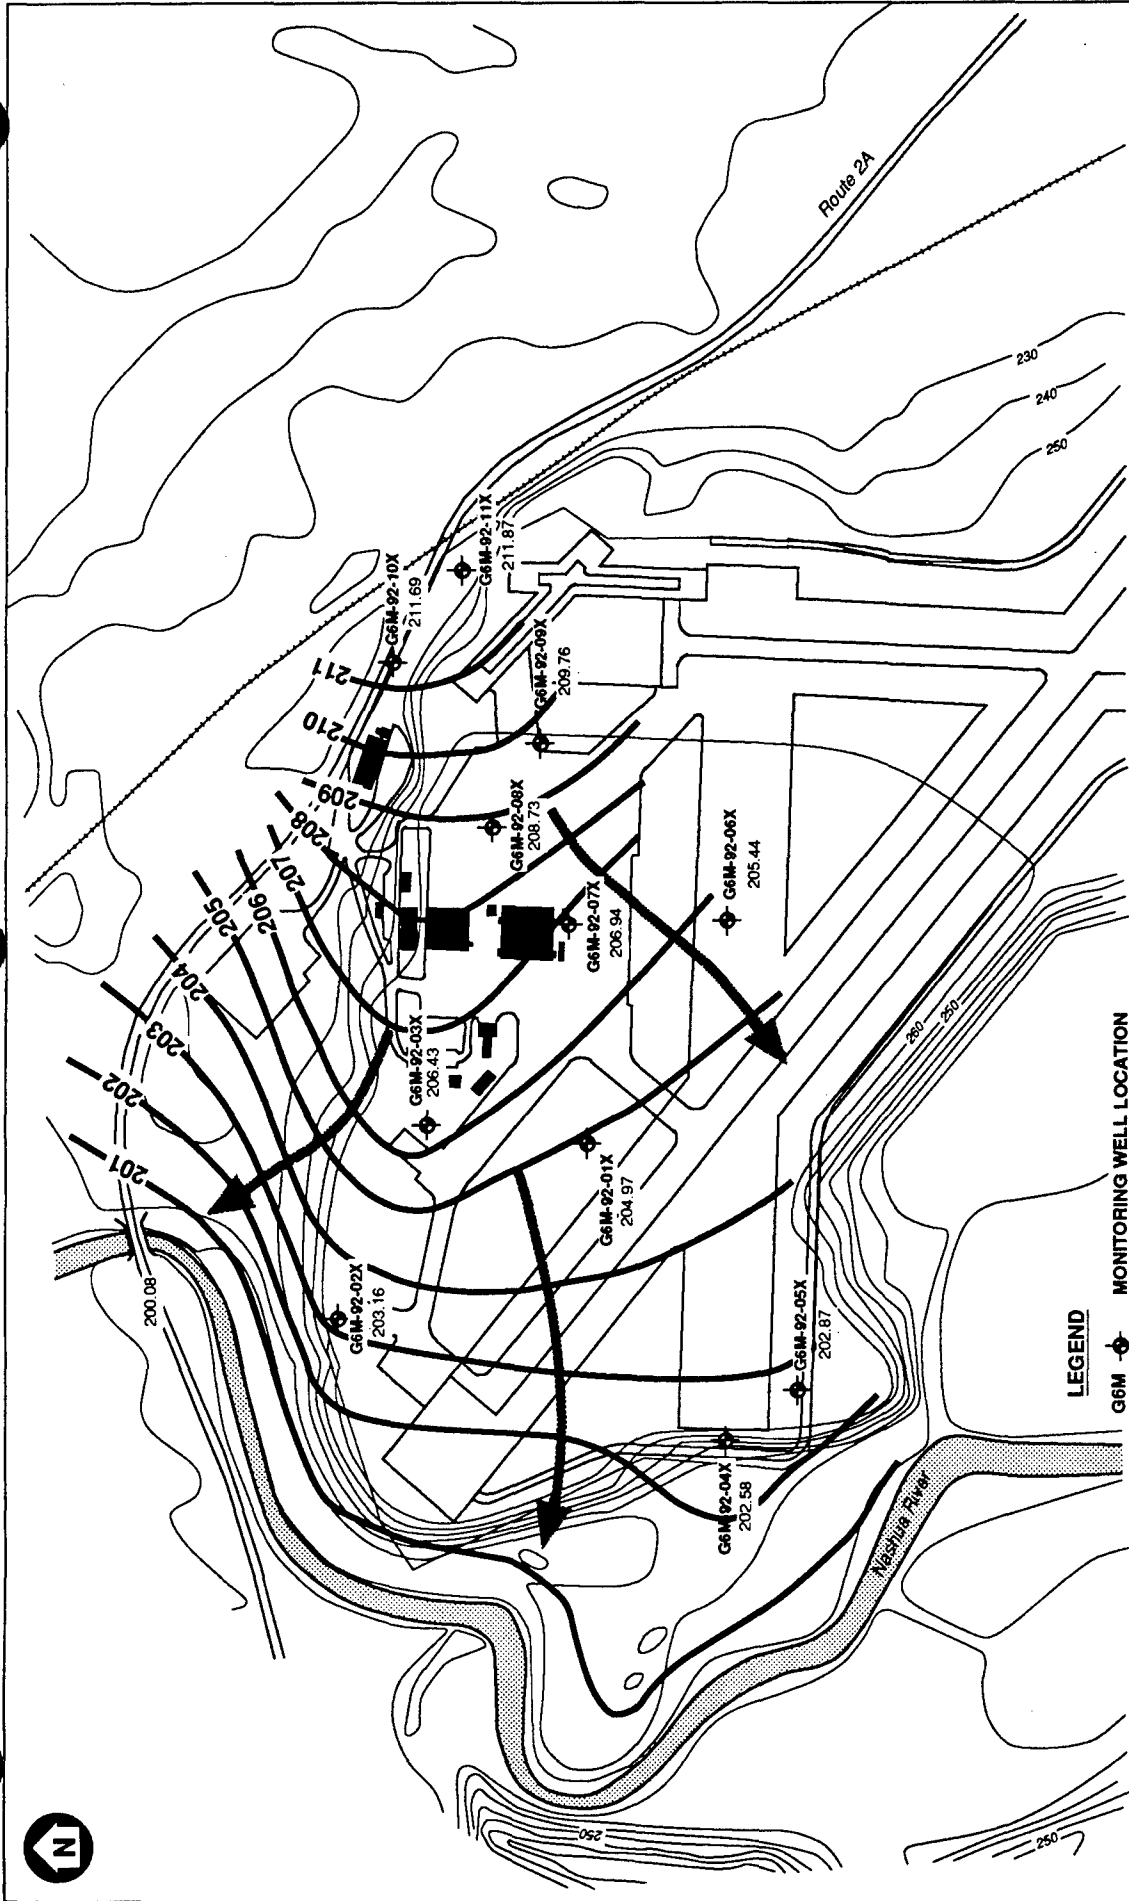 N
Route 2A
230
240
250
G6M-92-11X
211.87
G6M-92-10X
211.69
G6M-92-09X
209.76
G6M-92-08X
208.73
G6M-92-07X
206.94
G6M-92-06X
205.44
G6M-92-03X
206.43
G6M-92-01X
204.97
G6M-92-02X
203.16
G6M-92-05X
202.87
G6M-92-04X
202.58
211
210
209
208
207
206
205
204
203
202
201
200.08
260
250
Nashua River
250
250
LEGEND
G6M MONITORING WELL LOCATION